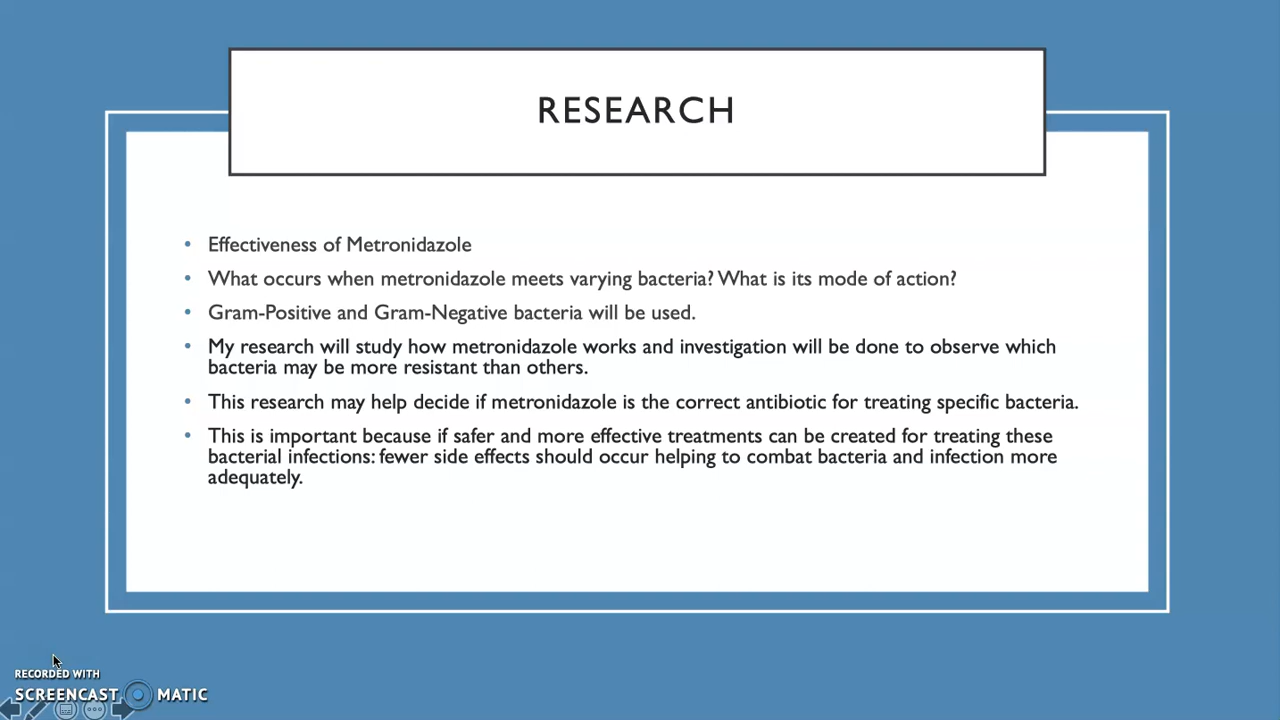 RESEARCH
• Effectiveness of Metronidazole
• What occurs when metronidazole meets varying bacteria? What is its mode of action?
• Gram-Positive and Gram-Negative bacteria will be used.
• My research will study how metronidazole works and investigation will be done to observe which
bacteria may be more resistant than others.
• This research may help decide if metronidazole is the correct antibiotic for treating specific bacteria.
• This is important because if safer and more effective treatments can be created for treating these
bacterial infections: fewer side effects should occur helping to combat bacteria and infection more
adequately.
RECORDED WITH
SCREENCAST MATIC